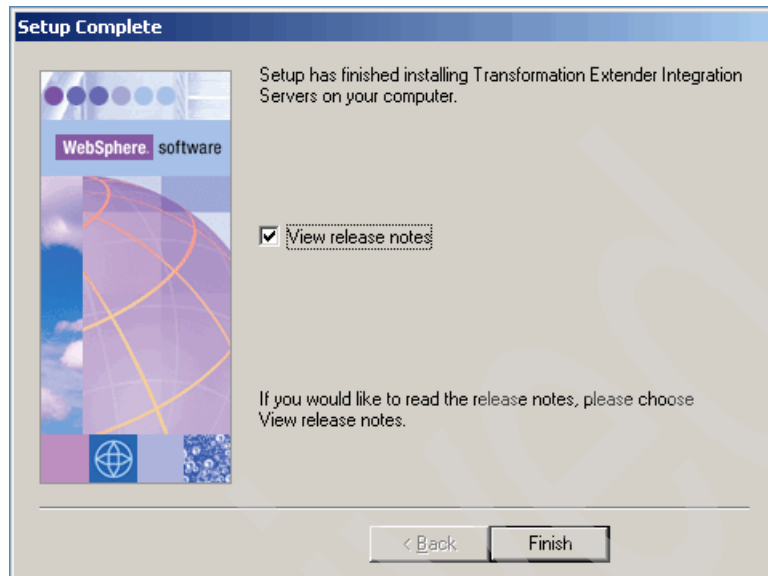 Setup Complete
Setup has finished installing Transformation Extender Integration
Servers on your computer.
WebSphere. software
View release notes
If you would like to read the release notes, please choose
View release notes.
< Back
Finish